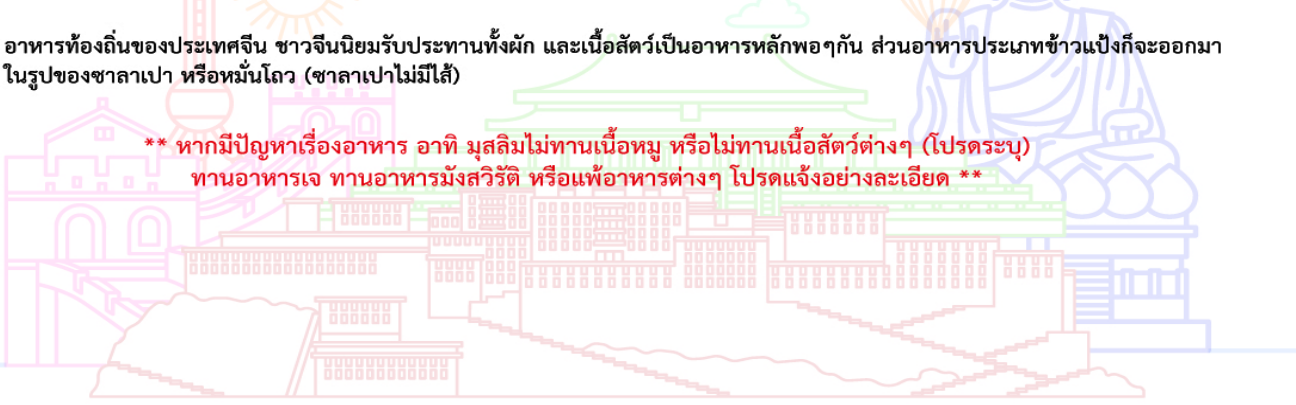 อาหารท้องถิ่นของประเทศจีน ชาวจีนนิยมรับประทานทั้งผัก และเนื้อสัตว์เป็นอาหารหลักพอๆกัน ส่วนอาหารประเภทข้าวแป้งก็จะออกมา
ในรูปของซาลาเปา หรือหมั่นโถว (ซาลาเปาไม่มีไส้)
** หากมีปัญหาเรื่องอาหาร อาทิ มุสลิมไม่ทานเนื้อหมู หรือไม่ทานเนื้อสัตว์ต่างๆ (โปรดระบุ)
ทานอาหารเจ ทานอาหารมังสวิรัติ หรือแพ้อาหารต่างๆ โปรดแจ้งอย่างละเอียด **